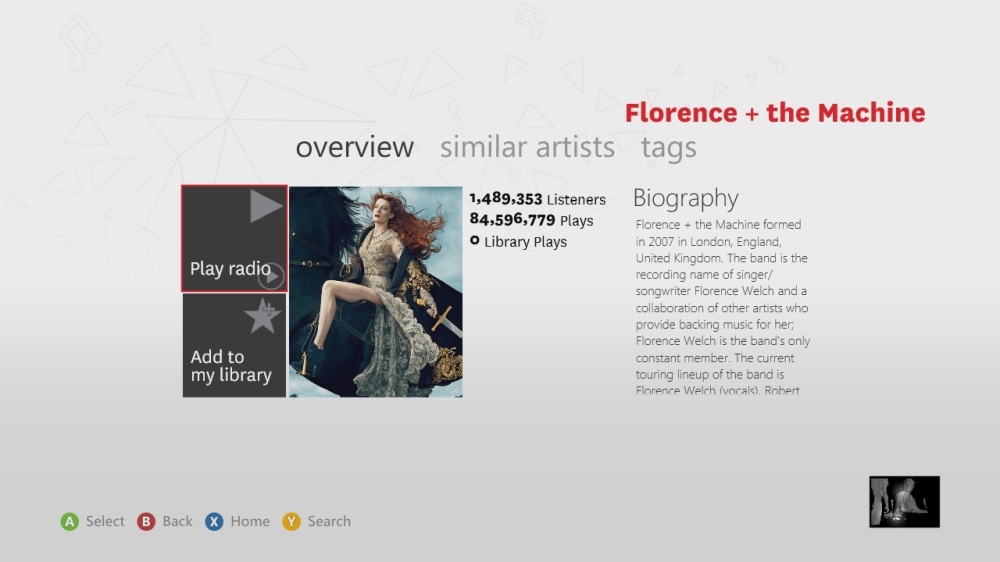 Florence + the Machine
overview similar artists tags
Play radio
Add to
my library
1,489,353 Listeners
84,596,779 Plays
0 Library Plays
Biography
Florence + the Machine formed
in 2007 in London, England,
United Kingdom. The band is the
recording name of singer/
songwriter Florence Welch and a
collaboration of other artists who
provide backing music for her;
Florence Welch is the band's only
constant member. The current
touring lineup of the band is
Florence Welch (vocals), Robert
A Select B Back X Home Y Search